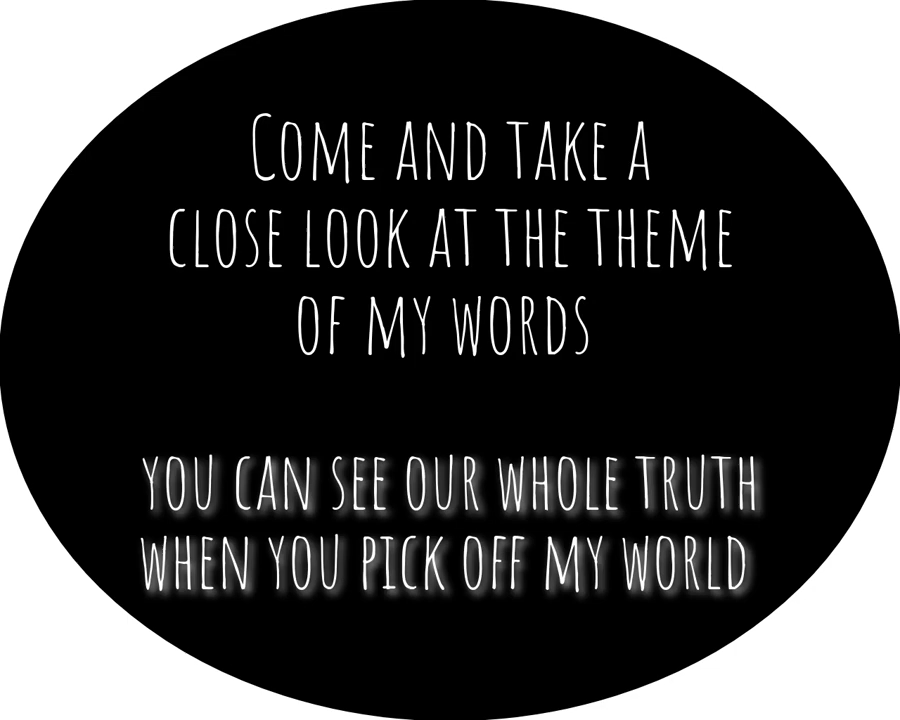 Come and take a
close look at the theme
of my words
you can see our whole truth
when you pick off my world